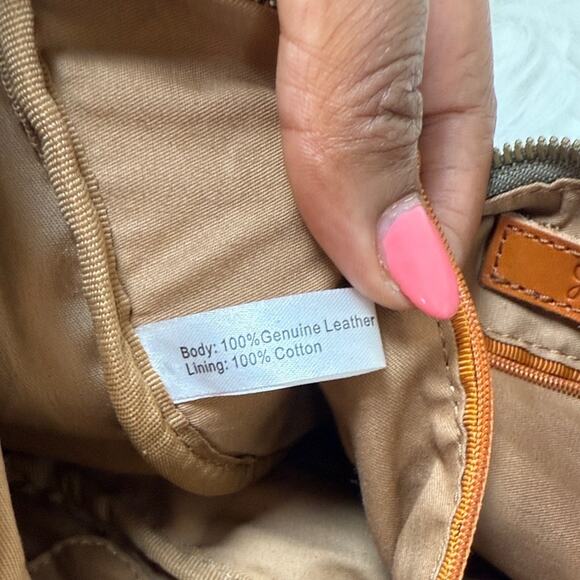 Body: 100%Genuine Leather
Lining: 100% Cotton